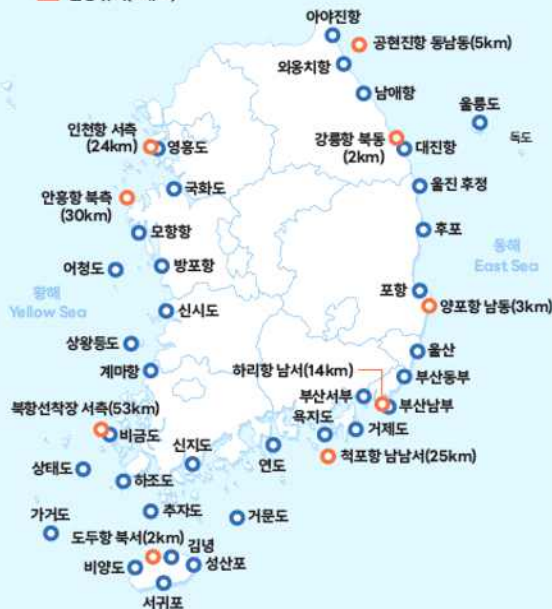 아야진항
공현진항 동남동(5km)
외옹치항
남애항
울릉도
독도
인천항 서측
(24km)
영흥도
강릉항 북동
(2km)
대진항
국화도
안흥항 북측
(30km)
울진 후정
모항항
후포
동해
East Sea
어청도
방포항
포항
황해
Yellow Sea
신시도
양포항 남동(3km)
상왕등도
울산
계마항
하리항 남서(14km)
부산동부
부산서부
북항선착장 서측(53km)
부산남부
비금도
욕지도
거제도
신지도
연도
척포항 남남서(25km)
상태도
하조도
가거도
추자도
거문도
도두항 북서(2km)
김녕
비양도
성산포
서귀포